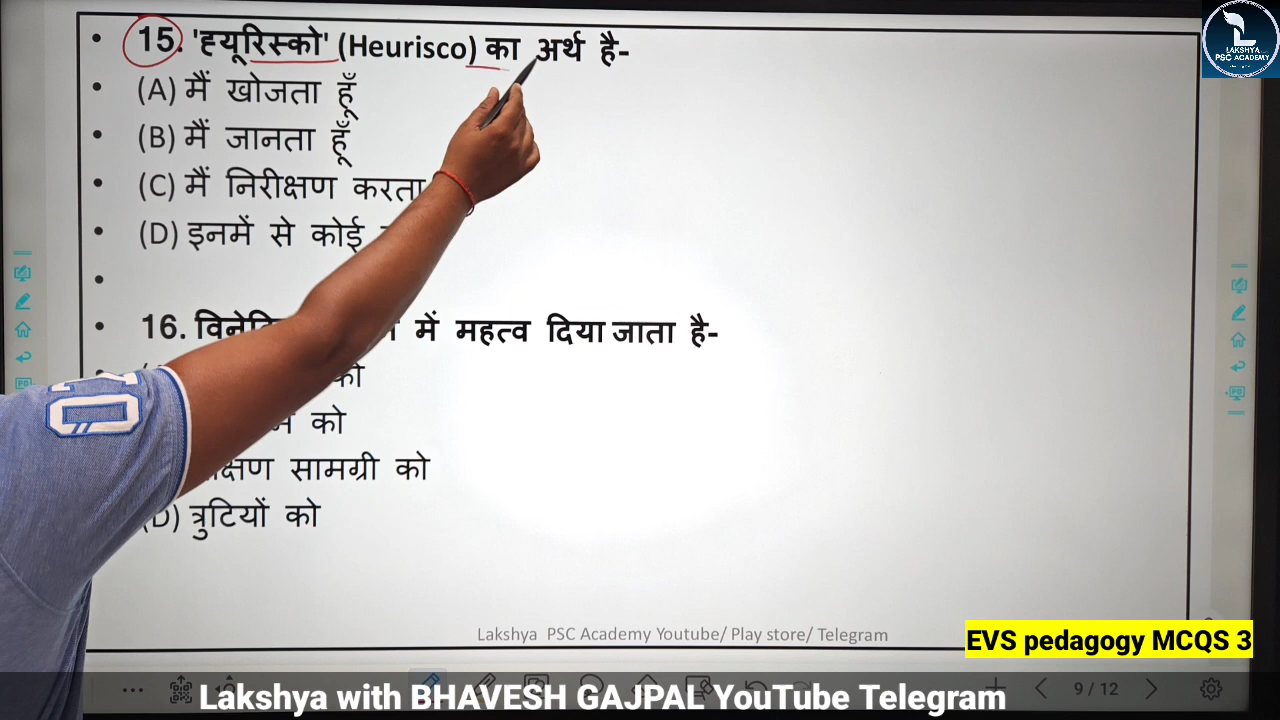 LAKSHYA
PSC ACADEMY
15. 'ह्यूरिस्को' (Heurisco) का अर्थ है-
(A) मैं खोजता हूँ
(B) मैं जानता हूँ
(C) मैं निरीक्षण करता
(D) इनमें से कोई
16. में महत्व दिया जाता है-
को
को
सामग्री को
(D) त्रुटियों को
Lakshya PSC Academy Youtube/ Play store/ Telegram
EVS pedagogy MCQS 3
9 / 12
Lakshya with BHAVESH GAJPAL YouTube Telegram